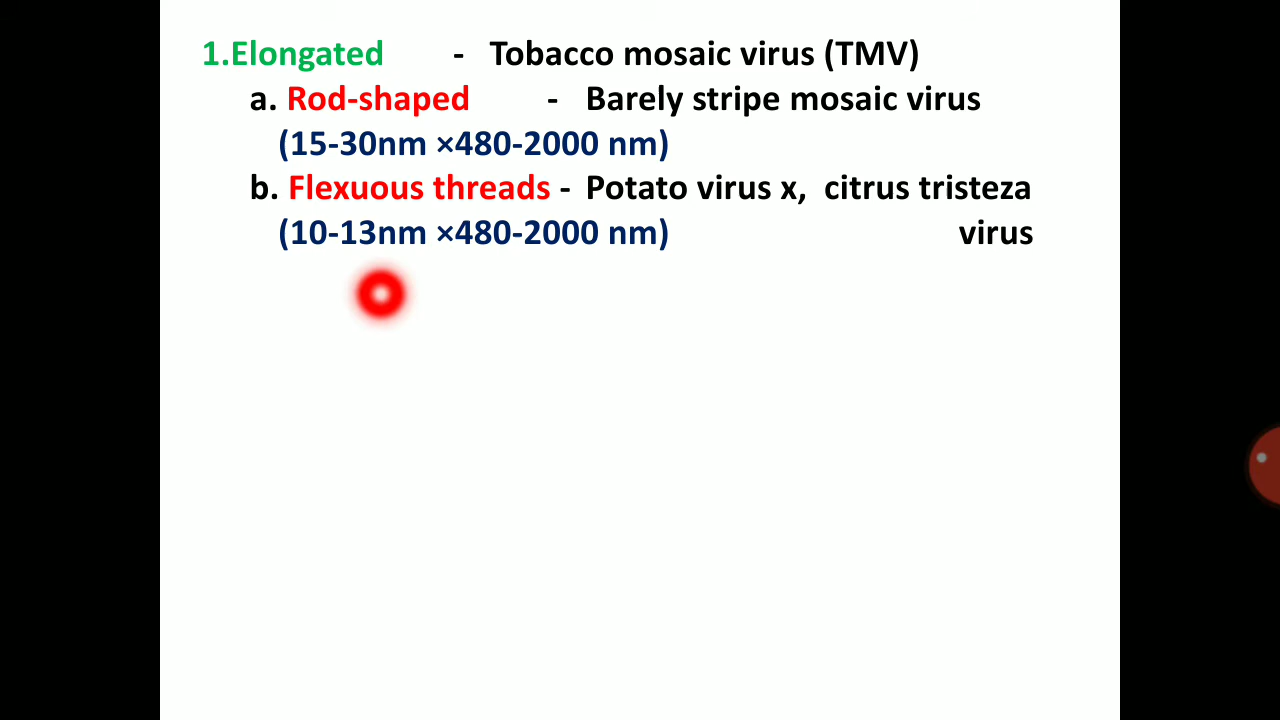 1.Elongated - Tobacco mosaic virus (TMV)
a. Rod-shaped - Barely stripe mosaic virus
(15-30nm ×480-2000 nm)
b. Flexuous threads - Potato virus x, citrus tristeza
(10-13nm ×480-2000 nm) virus